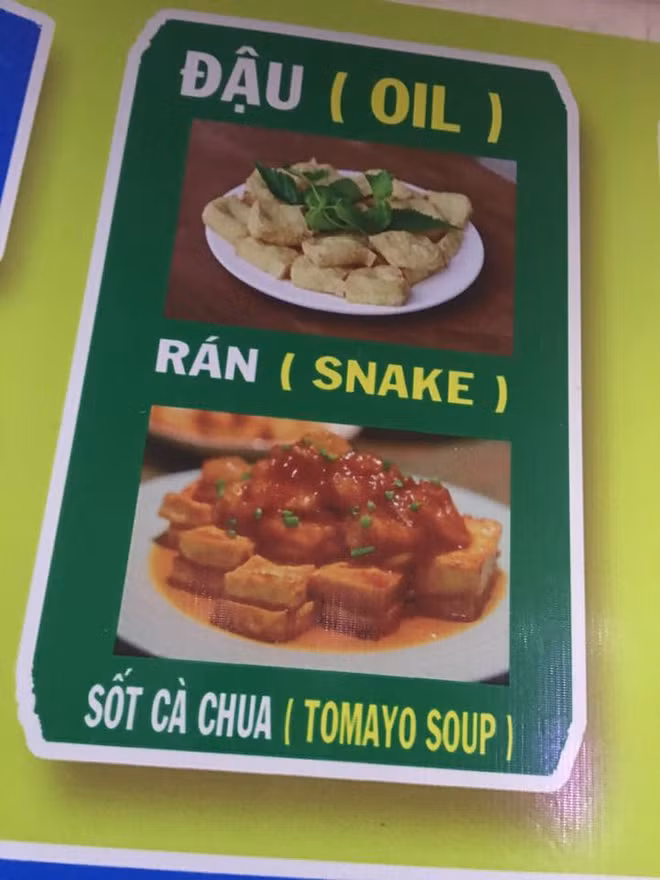 ĐẬU ( OIL )
RÁN ( SNAKE )
SỐT CÀ CHUA ( TOMAYO SOUP )